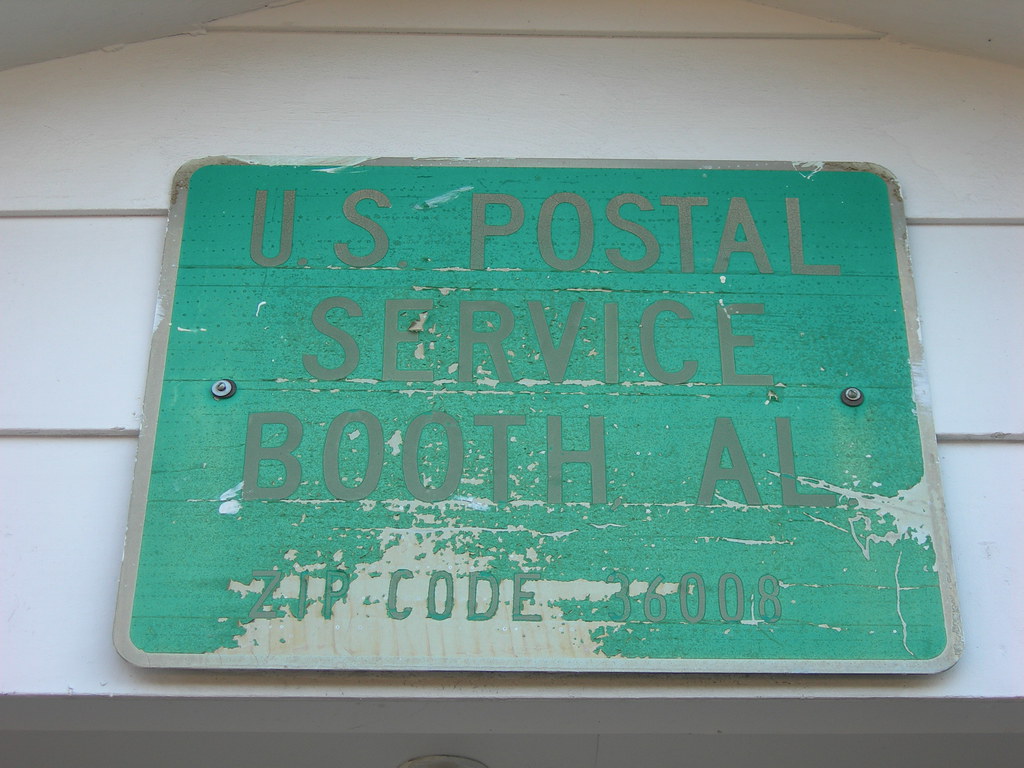 U.S. POSTAL
SERVICE
BOOTH AL
ZIP CODE 36008